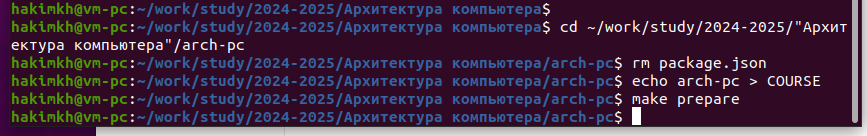 hakimkh@vm-pc:~/work/study/2024-2025/Архитектура компьютера$
hakimkh@vm-pc:~/work/study/2024-2025/Архитектура компьютера$ cd ~/work/study/2024-2025/"Архит
ектура компьютера"/arch-pc
hakimkh@vm-pc:~/work/study/2024-2025/Архитектура компьютера/arch-pc$ rm package.json
hakimkh@vm-pc:~/work/study/2024-2025/Архитектура компьютера/arch-pc$ echo arch-pc > COURSE
hakimkh@vm-pc:~/work/study/2024-2025/Архитектура компьютера/arch-pc$ make prepare
hakimkh@vm-pc:~/work/study/2024-2025/Архитектура компьютера/arch-pc$